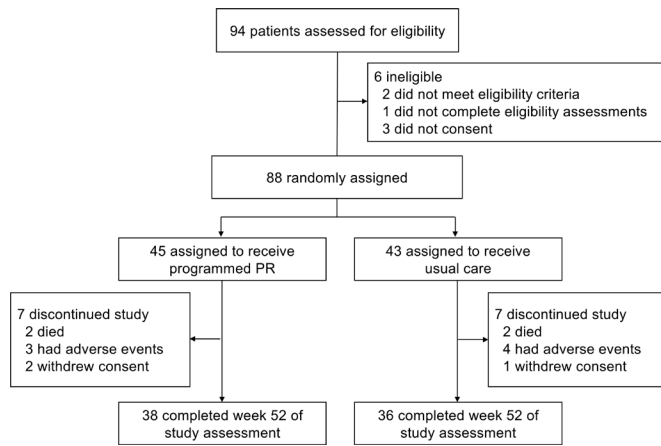 94 patients assessed for eligibility
6 ineligible
2 did not meet eligibility criteria
1 did not complete eligibility assessments
3 did not consent
88 randomly assigned
45 assigned to receive
programmed PR
43 assigned to receive
usual care
7 discontinued study
2 died
3 had adverse events
2 withdrew consent
7 discontinued study
2 died
4 had adverse events
1 withdrew consent
38 completed week 52 of
study assessment
36 completed week 52 of
study assessment